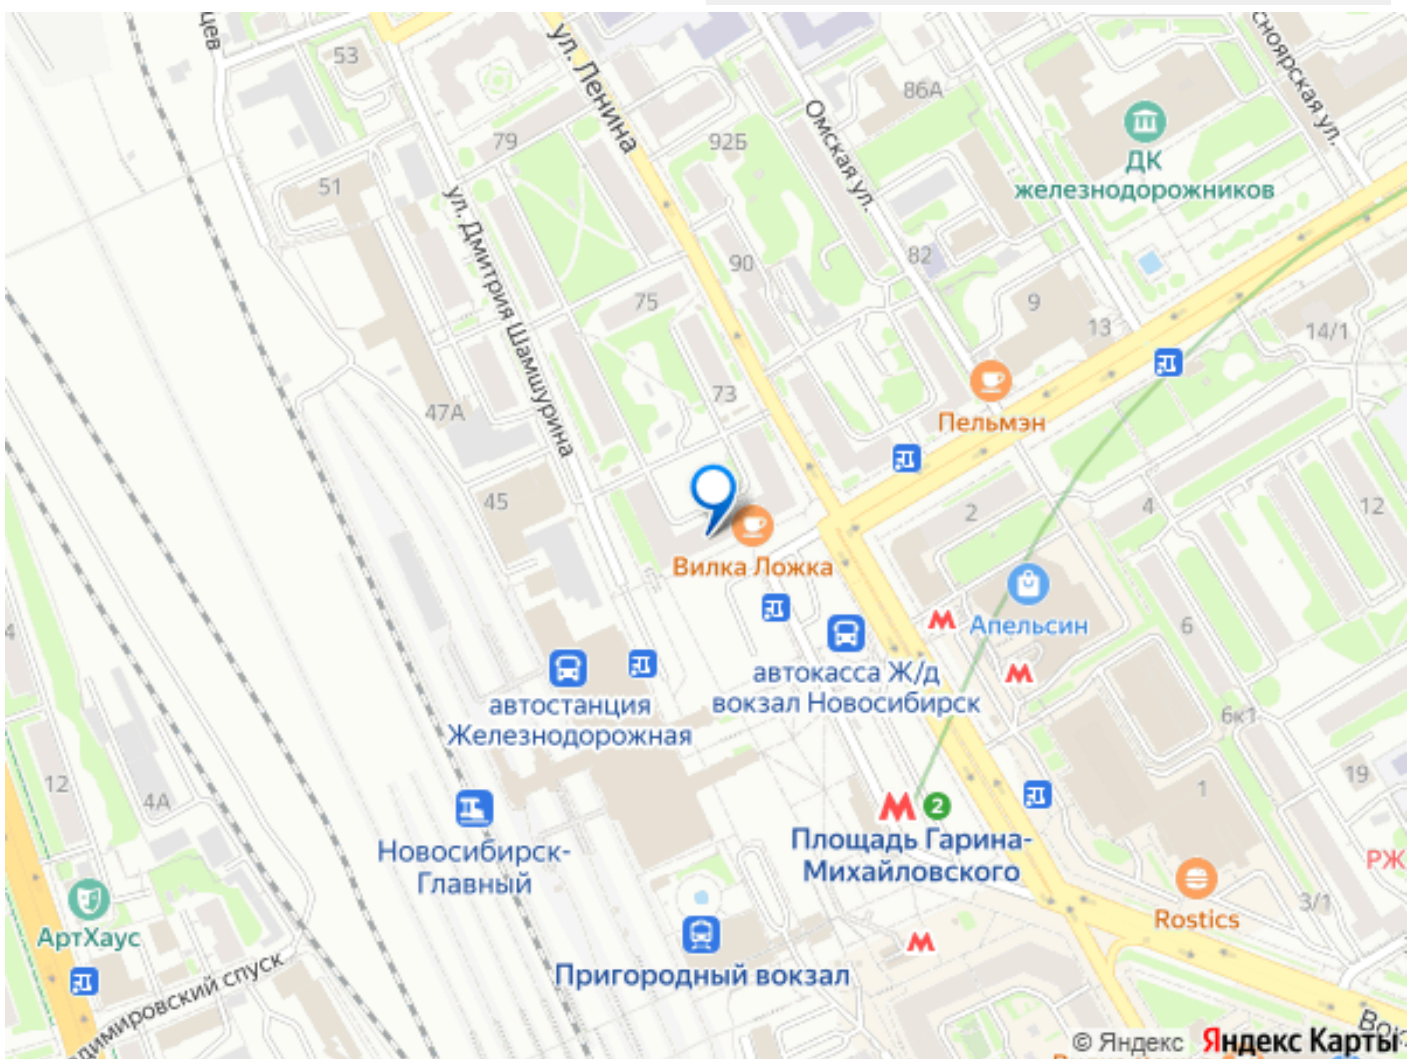 53
ул. Ленина
86А
Омская ул.
79
92Б
ДК
железнодорожников
51
ул. Дмитрия Шамшурина
90
82
75
9
13
14/1
73
47А
Пельмэн
45
2
4
12
Вилка Ложка
Апельсин
6
автокасса Ж/д
вокзал Новосибирск
автостанция
Железнодорожная
6к1
12
4А
1
19
2
Площадь Гарина-
Михайловского
Новосибирск-
Главный
РЖ
3/1
Rostics
АртХаус
Пригородный вокзал
© Яндекс Яндекс Карты